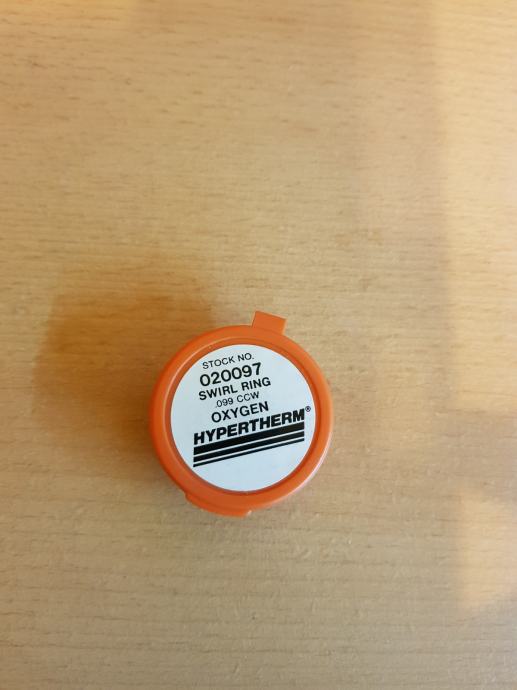 STOCK NO.
020097
SWIRL RING
.099 CCW
OXYGEN
HYPERTHERM®